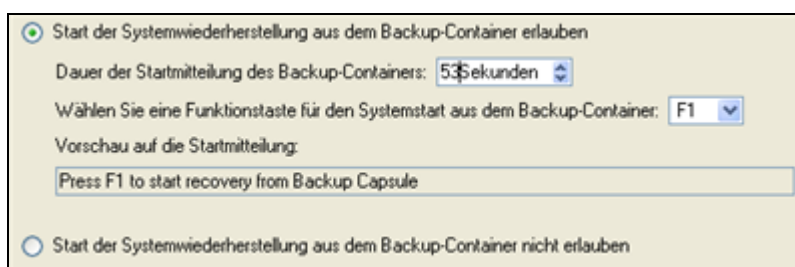 Start der Systemwiederherstellung aus dem Backup-Container erlauben
Dauer der Startmitteilung des Backup-Containers: 53Sekunden
Wählen Sie eine Funktionstaste für den Systemstart aus dem Backup-Container: F1
Vorschau auf die Startmitteilung:
Press F1 to start recovery from Backup Capsule
Start der Systemwiederherstellung aus dem Backup-Container nicht erlauben